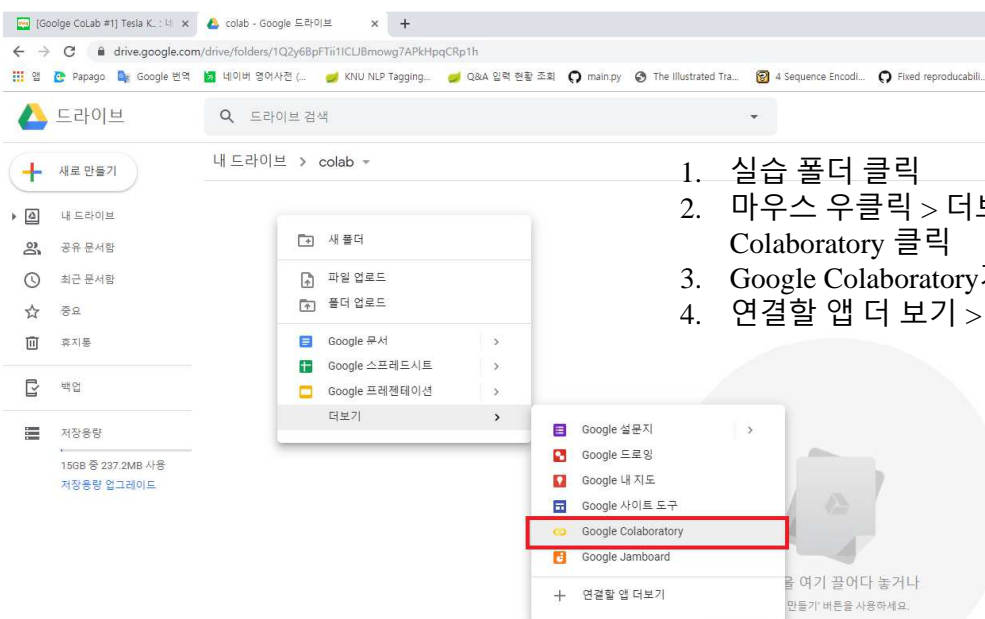 [Goolge CoLab #1] Tesla K.. : 네
colab - Google 드라이브
drive.google.com/drive/folders/1Q2y6BpFTii1ICLJBmowg7APkHpqCRp1h
앱 Papago Google 번역 네이버 영어사전 (... KNU NLP Tagging... Q&A 입력 현황 조회 main.py The Illustrated Tra... 4 Sequence Encodi... Fixed reproducabili...
드라이브
드라이브 검색
새로 만들기
내 드라이브
공유 문서함
최근 문서함
중요
휴지통
백업
저장용량
15GB 중 237.2MB 사용
저장용량 업그레이드
내 드라이브 > colab
새 폴더
파일 업로드
폴더 업로드
Google 문서
Google 스프레드시트
Google 프레젠테이션
더보기
Google 설문지
Google 드로잉
Google 내 지도
Google 사이트 도구
Google Colaboratory
Google Jamboard
연결할 앱 더보기
1. 실습 폴더 클릭
2. 마우스 우클릭 >
Colaboratory 클릭
3. Google Colaboratory
4. 연결할 앱 더 보기 >
여기 끌어다 놓거나
만들기' 버튼을 사용하세요.